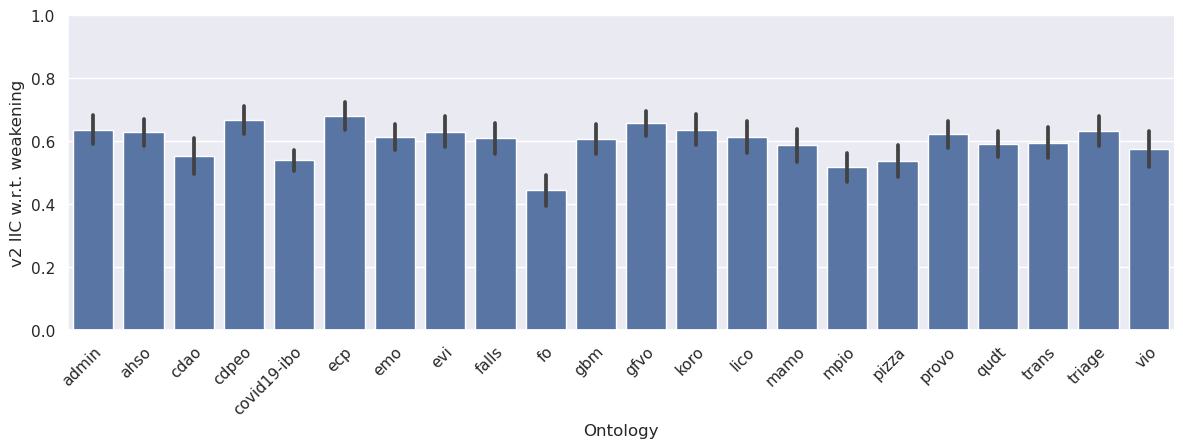 1.0
0.8
0.6
0.4
0.2
0.0
v2 IIC w.r.t. weakening
admin
ahso
cdao
cdpeo
covid19-ibo
ecp
emo
evi
falls
fo
gbm
gfvo
koro
lico
mamo
mpio
pizza
provo
qudt
trans
triage
vio
Ontology